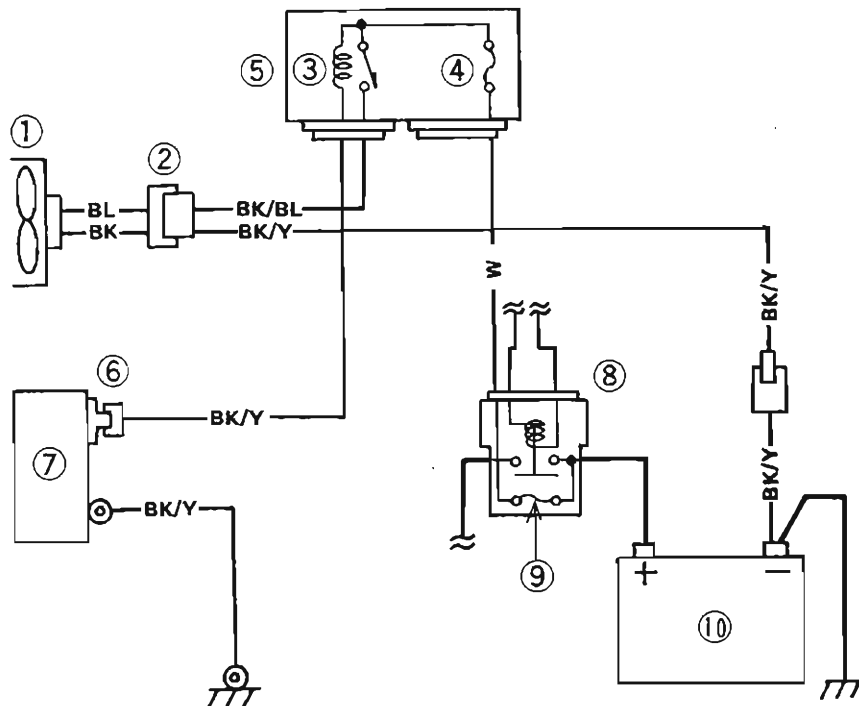 ⑤ ③ ④
①
②
BL BK/BL
BK BK/Y
W
BK/Y
⑥
⑧
BK/Y
⑦
BK/Y
BK/Y
⑨
+ −
⑩